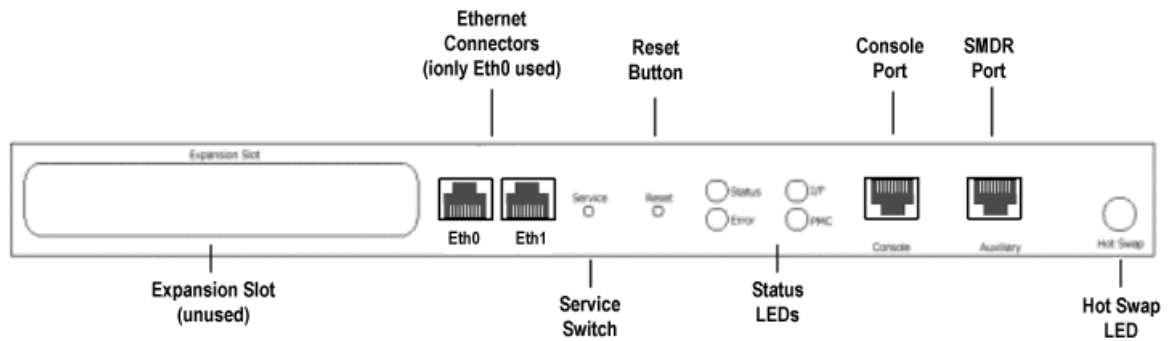 Ethernet
Connectors
(ionly Eth0 used)
Reset
Button
Console
Port
SMDR
Port
Expansion Slot
Eth0
Eth1
Service
Reset
Status
Error
I/F
PMC
Console
Auxiliary
Hot Swap
Expansion Slot
(unused)
Service
Switch
Status
LEDs
Hot Swap
LED